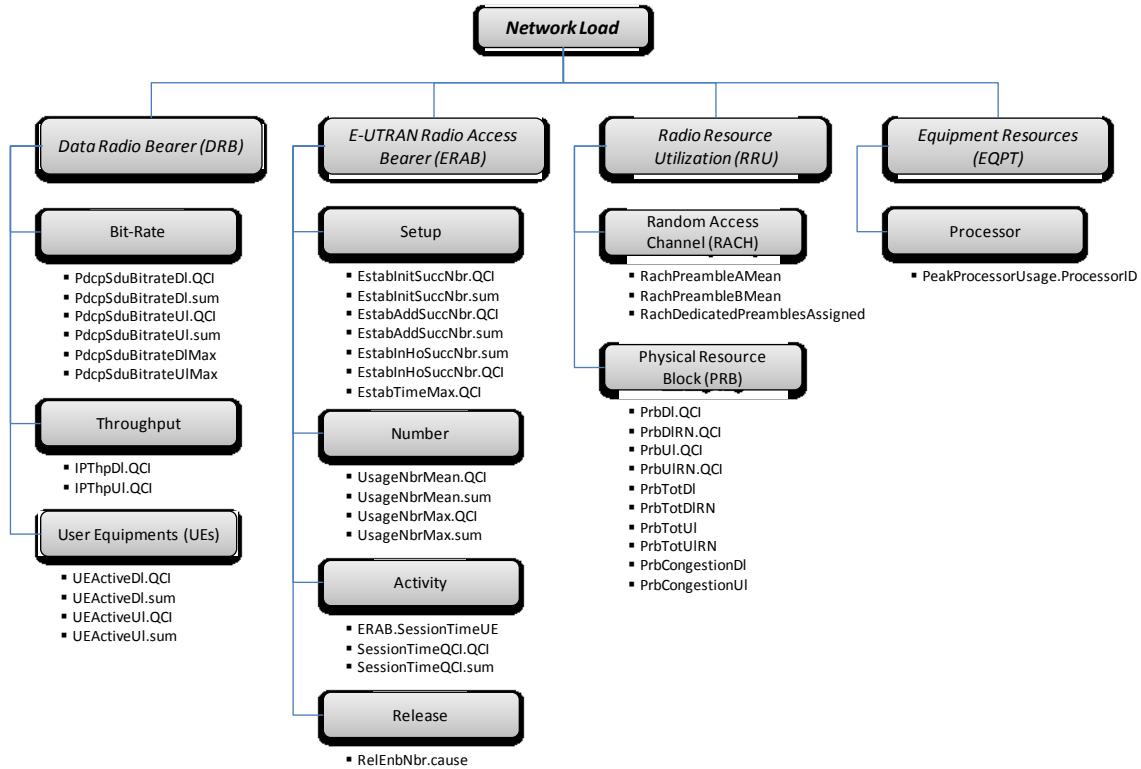 Network Load
Data Radio Bearer (DRB)
Bit-Rate
PdcpSduBitrateDl.QCI
PdcpSduBitrateDl.sum
PdcpSduBitrateUl.QCI
PdcpSduBitrateUl.sum
PdcpSduBitrateDlMax
PdcpSduBitrateUlMax
Throughput
IPThpDl.QCI
IPThpUl.QCI
User Equipments (UEs)
UEActiveDl.QCI
UEActiveDl.sum
UEActiveUl.QCI
UEActiveUl.sum
E-UTRAN Radio Access
Bearer (ERAB)
Setup
EstabInitSuccNbr.QCI
EstabInitSuccNbr.sum
EstabAddSuccNbr.QCI
EstabAddSuccNbr.sum
EstabInHoSuccNbr.sum
EstabInHoSuccNbr.QCI
EstabTimeMax.QCI
Number
UsageNbrMean.QCI
UsageNbrMean.sum
UsageNbrMax.QCI
UsageNbrMax.sum
Activity
ERAB.SessionTimeUE
SessionTimeQCI.QCI
SessionTimeQCI.sum
Release
RelEnbNbr.cause
Radio Resource
Utilization (RRU)
Random Access
Channel (RACH)
RachPreambleAMean
RachPreambleBMean
RachDedicatedPreamblesAssigned
Physical Resource
Block (PRB)
PrbDl.QCI
PrbDlRN.QCI
PrbUl.QCI
PrbUlRN.QCI
PrbTotDl
PrbTotDlRN
PrbTotUl
PrbTotUlRN
PrbCongestionDl
PrbCongestionUl
Equipment Resources
(EQPT)
Processor
PeakProcessorUsage.ProcessorID